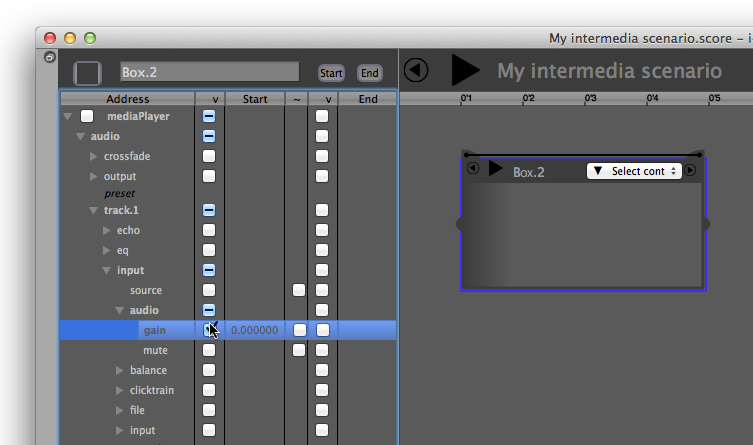 My intermedia scenario.score – i
Box.2 Start End
My intermedia scenario
Address v Start ~ v End
0'1 0'2 0'3 0'4 0'5
mediaPlayer
audio
crossfade
output
preset
track.1
echo
eq
input
source
audio
gain 0.000000
mute
balance
clicktrain
file
input
Box.2 Select cont